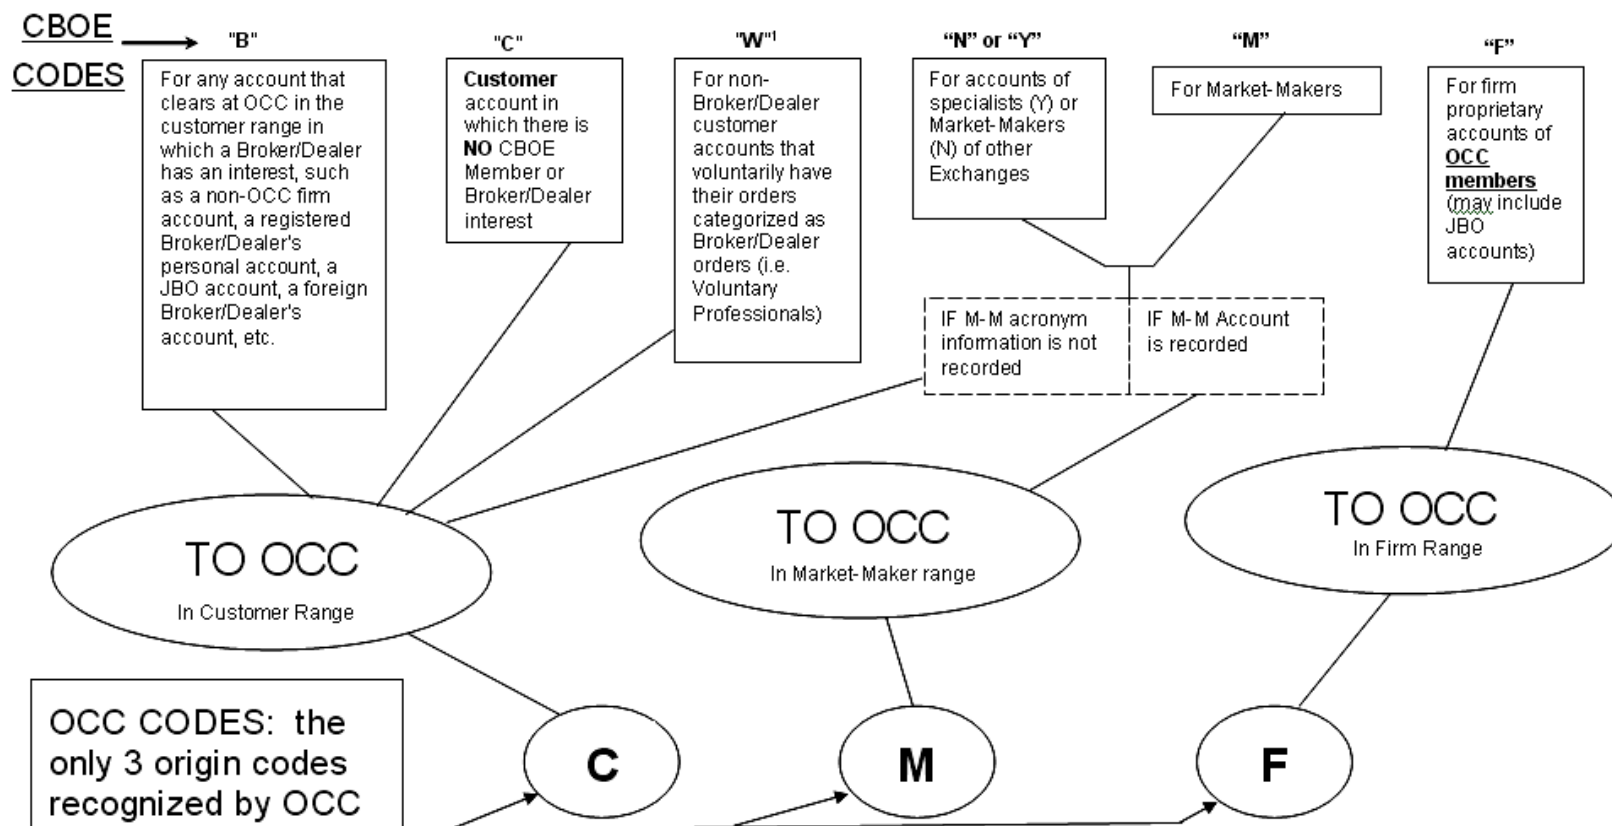 CBOE
CODES
"B"
For any account that
clears at OCC in the
customer range in
which a Broker/Dealer
has an interest, such
as a non-OCC firm
account, a registered
Broker/Dealer's
personal account, a
JBO account, a foreign
Broker/Dealer's
account, etc.
"C"
Customer
account in
which there is
NO CBOE
Member or
Broker/Dealer
interest
"W"1
For non-
Broker/Dealer
customer
accounts that
voluntarily have
their orders
categorized as
Broker/Dealer
orders (i.e.
Voluntary
Professionals)
“N” or “Y”
For accounts of
specialists (Y) or
Market-Makers
(N) of other
Exchanges
“M”
For Market-Makers
“F”
For firm
proprietary
accounts of
OCC
members
(may include
JBO
accounts)
IF M-M acronym
information is not
recorded
IF M-M Account
is recorded
TO OCC
In Customer Range
TO OCC
In Market-Maker range
TO OCC
In Firm Range
OCC CODES: the
only 3 origin codes
recognized by OCC
C
M
F